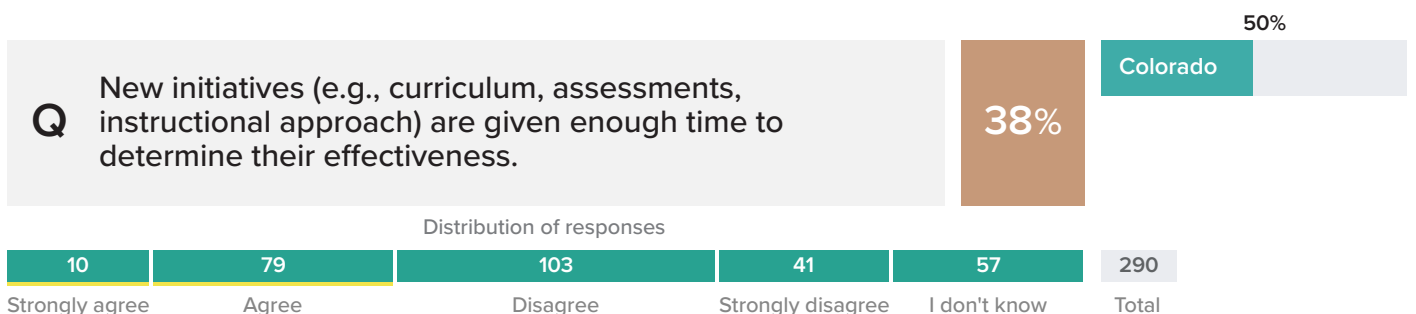 50%
Q
New initiatives (e.g., curriculum, assessments,
instructional approach) are given enough time to
determine their effectiveness.
38%
Colorado
Distribution of responses
10 79 103 41 57 290
Strongly agree Agree Disagree Strongly disagree I don't know Total